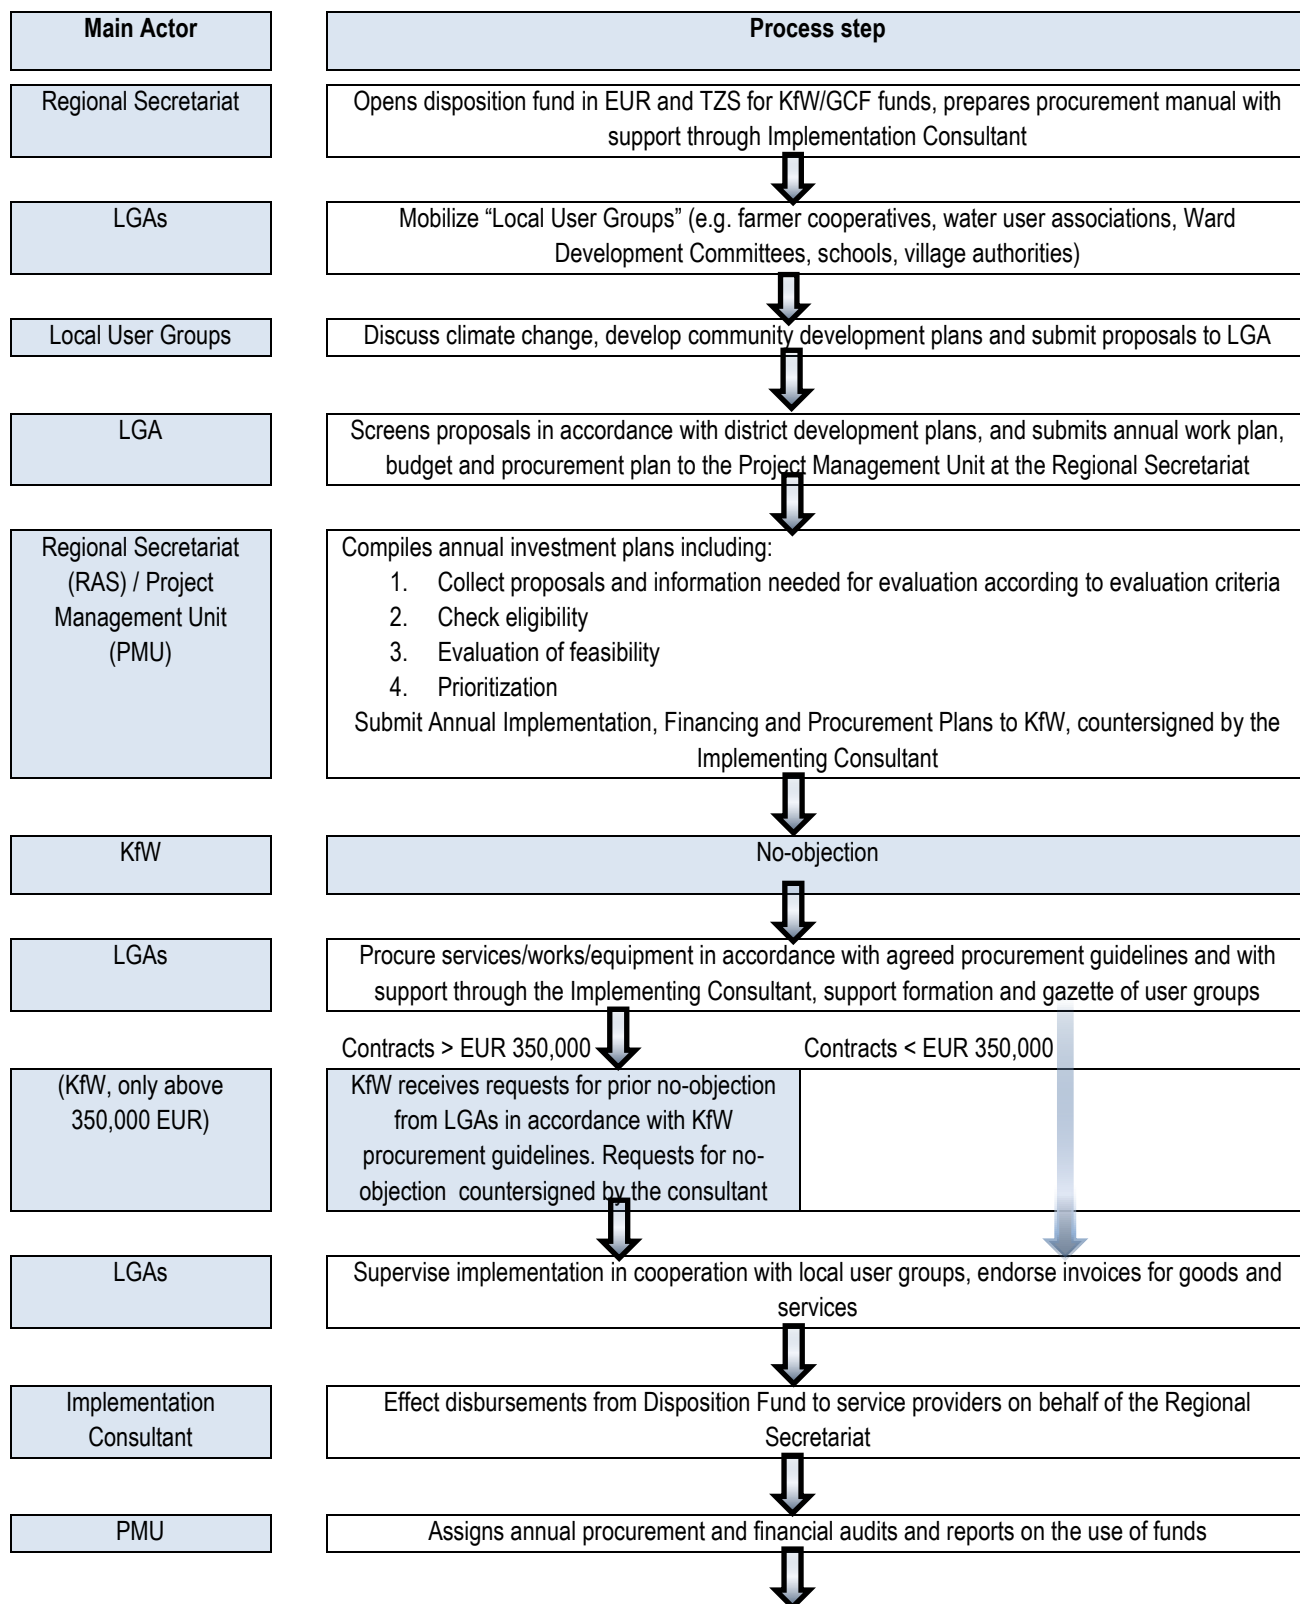 Main Actor
Process step
Regional Secretariat
Opens disposition fund in EUR and TZS for KfW/GCF funds, prepares procurement manual with
support through Implementation Consultant
LGAs
Mobilize “Local User Groups” (e.g. farmer cooperatives, water user associations, Ward
Development Committees, schools, village authorities)
Local User Groups
Discuss climate change, develop community development plans and submit proposals to LGA
LGA
Screens proposals in accordance with district development plans, and submits annual work plan,
budget and procurement plan to the Project Management Unit at the Regional Secretariat
Regional Secretariat
(RAS) / Project
Management Unit
(PMU)
Compiles annual investment plans including:
1. Collect proposals and information needed for evaluation according to evaluation criteria
2. Check eligibility
3. Evaluation of feasibility
4. Prioritization
Submit Annual Implementation, Financing and Procurement Plans to KfW, countersigned by the
Implementing Consultant
KfW
No-objection
LGAs
Procure services/works/equipment in accordance with agreed procurement guidelines and with
support through the Implementing Consultant, support formation and gazette of user groups
Contracts > EUR 350,000
Contracts < EUR 350,000
(KfW, only above
350,000 EUR)
KfW receives requests for prior no-objection
from LGAs in accordance with KfW
procurement guidelines. Requests for no-
objection countersigned by the consultant
LGAs
Supervise implementation in cooperation with local user groups, endorse invoices for goods and
services
Implementation
Consultant
Effect disbursements from Disposition Fund to service providers on behalf of the Regional
Secretariat
PMU
Assigns annual procurement and financial audits and reports on the use of funds